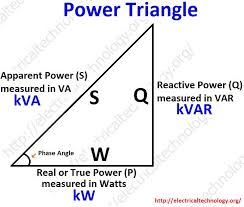 Power Triangle
Apparent Power (S)
measured in VA
kVA
S
Q
Reactive Power (Q)
measured in VAR
kVAR
Phase Angle
W
Real or True Power (P)
measured in Watts
kW
http://electricaltechnology.org/